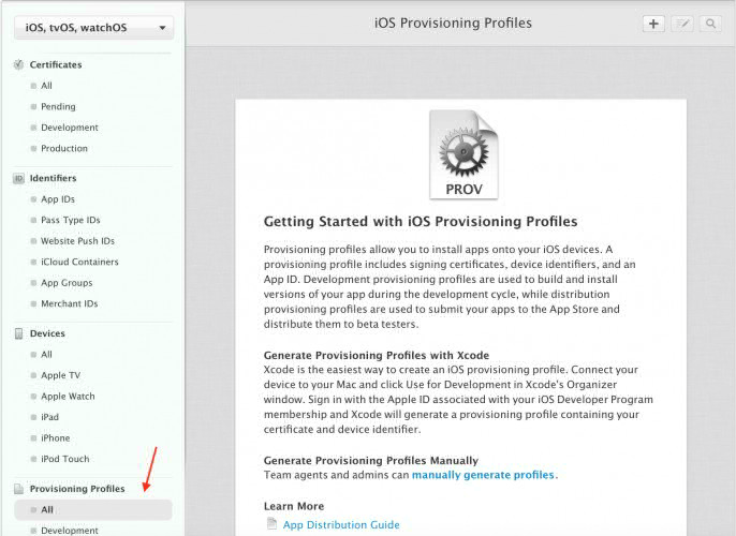 iOS, tvOS, watchOS
iOS Provisioning Profiles
Certificates
All
Pending
Development
Production
ID Identifiers
App IDs
Pass Type IDs
Website Push IDs
iCloud Containers
App Groups
Merchant IDs
Devices
All
Apple TV
Apple Watch
iPad
iPhone
iPod Touch
Provisioning Profiles
All
Development
PROV
Getting Started with iOS Provisioning Profiles
Provisioning profiles allow you to install apps onto your iOS devices. A
provisioning profile includes signing certificates, device identifiers, and an
App ID. Development provisioning profiles are used to build and install
versions of your app during the development cycle, while distribution
provisioning profiles are used to submit your apps to the App Store and
distribute them to beta testers.
Generate Provisioning Profiles with Xcode
Xcode is the easiest way to create an iOS provisioning profile. Connect your
device to your Mac and click Use for Development in Xcode's Organizer
window. Sign in with the Apple ID associated with your iOS Developer Program
membership and Xcode will generate a provisioning profile containing your
certificate and device identifier.
Generate Provisioning Profiles Manually
Team agents and admins can manually generate profiles.
Learn More
App Distribution Guide